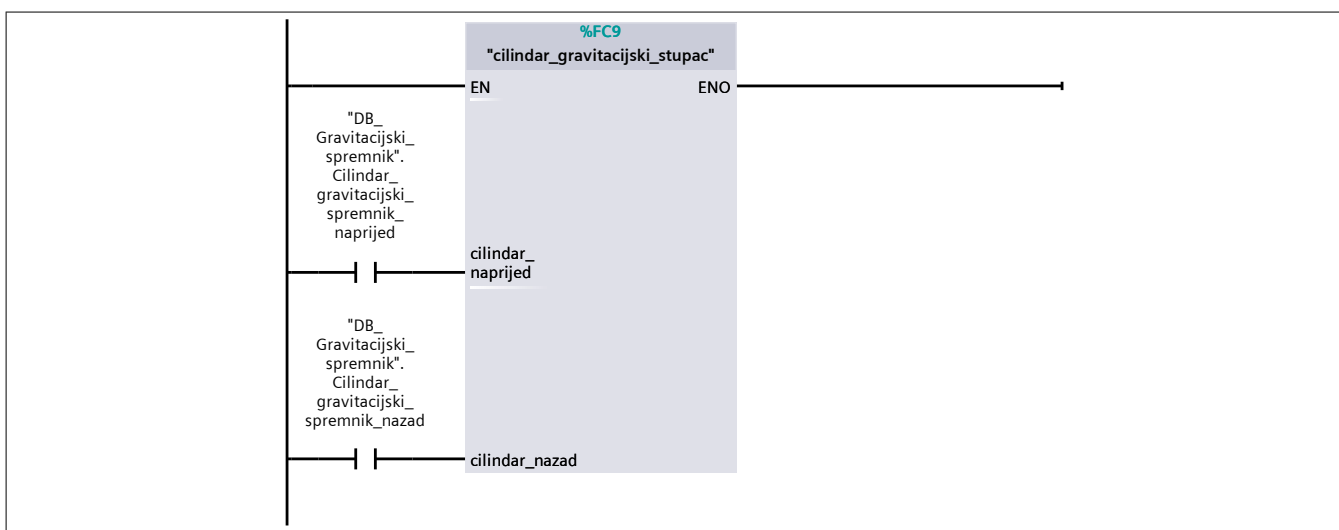 %FC9
"cilindar_gravitacijski_stupac"
EN
ENO
"DB_
Gravitacijski_
spremnik".
Cilindar_
gravitacijski_
spremnik_
naprijed
cilindar_
naprijed
"DB_
Gravitacijski_
spremnik".
Cilindar_
gravitacijski_
spremnik_nazad
cilindar_nazad